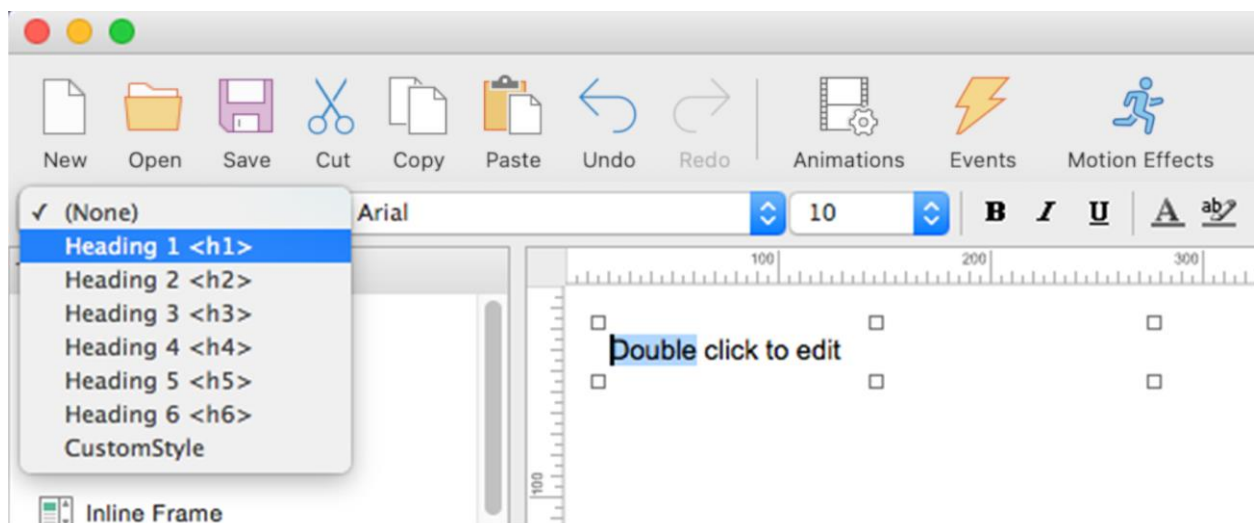 New Open Save Cut Copy Paste Undo Redo Animations Events Motion Effects
✓ (None)
Arial 10 B I U A ab
Heading 1 <h1>
Heading 2 <h2>
Heading 3 <h3>
Heading 4 <h4>
Heading 5 <h5>
Heading 6 <h6>
CustomStyle
Inline Frame
100 200 300
Double click to edit
100